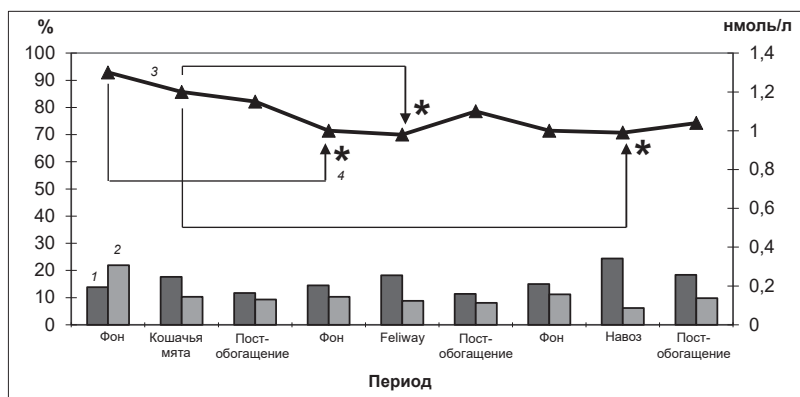 %
нмоль/л
100
90
80
70
60
50
40
30
20
10
0
1,4
1,2
1
0,8
0,6
0,4
0,2
0
3
*
*
*
4
1
2
Фон
Кошачья
мята
Пост-
обогащение
Фон
Feliway
Пост-
обогащение
Фон
Навоз
Пост-
обогащение
Период